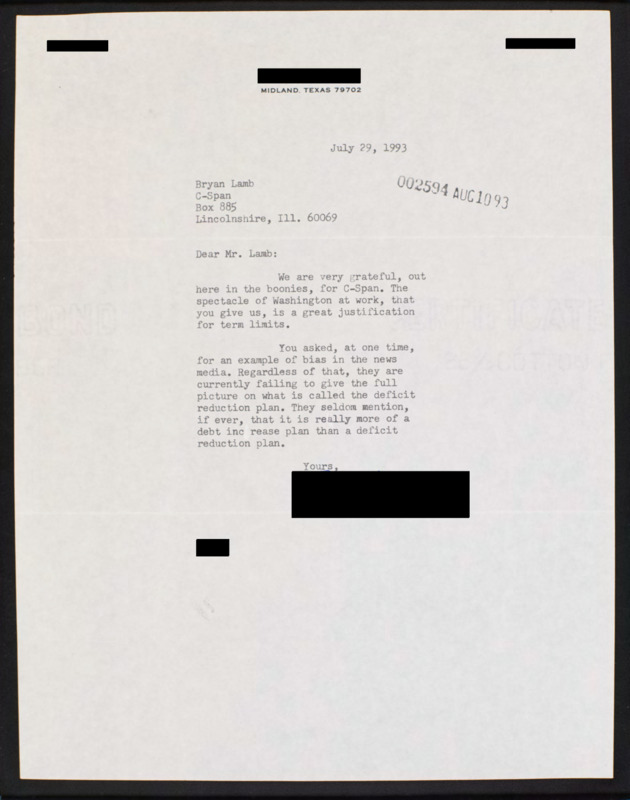 MIDLAND, TEXAS 79702
July 29, 1993
002594 AUG 10 93
Bryan Lamb
C-Span
Box 885
Lincolnshire, Ill. 60069
Dear Mr. Lamb:
We are very grateful, out
here in the boonies, for C-Span. The
spectacle of Washington at work, that
you give us, is a great justification
for term limits.
You asked, at one time,
for an example of bias in the news
media. Regardless of that, they are
currently failing to give the full
picture on what is called the deficit
reduction plan. They seldom mention,
if ever, that it is really more of a
debt inc rease plan than a deficit
reduction plan.
Yours,